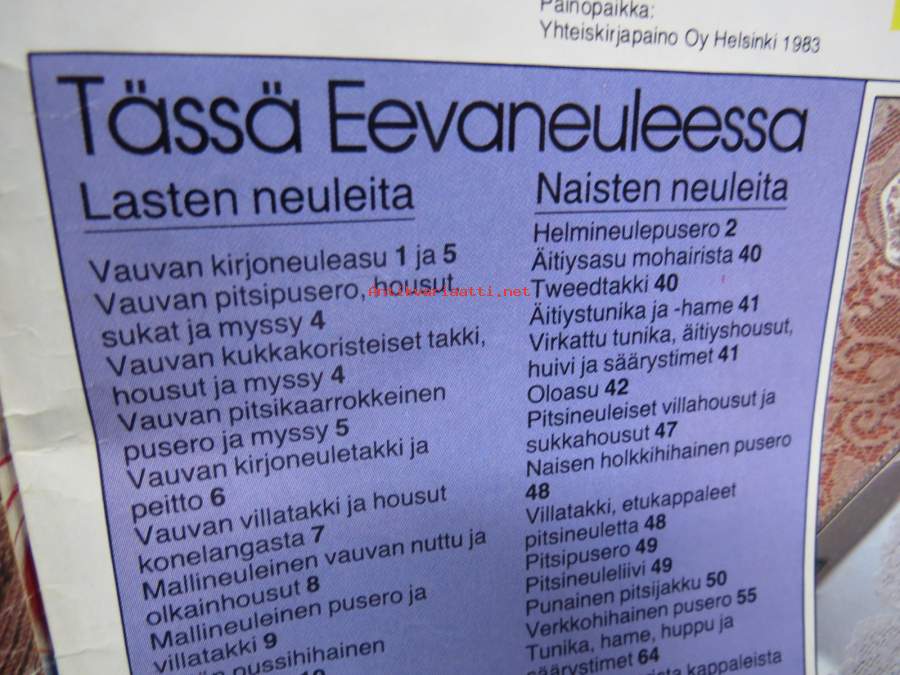 Painopaikka:
Yhteiskirjapaino Oy Helsinki 1983
Tässä Eevaneuleessa
Lasten neuleita
Vauvan kirjoneuleasu 1 ja 5
Vauvan pitsipusero, housut,
sukat ja myssy 4
Vauvan kukkakoristeiset takki,
housut ja myssy 4
Vauvan pitsikaarrokkeinen
pusero ja myssy 5
Vauvan kirjoneuletakki ja
peitto 6
Vauvan villatakki ja housut
konelangasta 7
Mallineuleinen vauvan nuttu ja
olkainhousut 8
Mallineuleinen pusero ja
villatakki 9
pussihihainen
10
Naisten neuleita
Helmineulepusero 2
Äitiysasu mohairista 40
Tweedtakki 40
Äitiystunika ja -hame 41
Virkattu tunika, äitiyshousut,
huivi ja säärystimet 41
Oloasu 42
Pitsineuleiset villahousut ja
sukkahousut 47
Naisen holkkihihainen pusero
48
Villatakki, etukappaleet
pitsineuletta 48
Pitsipusero 49
Pitsineuleliivi 49
Punainen pitsijakku 50
Verkkohihainen pusero 55
Tunika, hame, huppu ja
säärystimet 64
kappaleista
Antikvariaatti.net